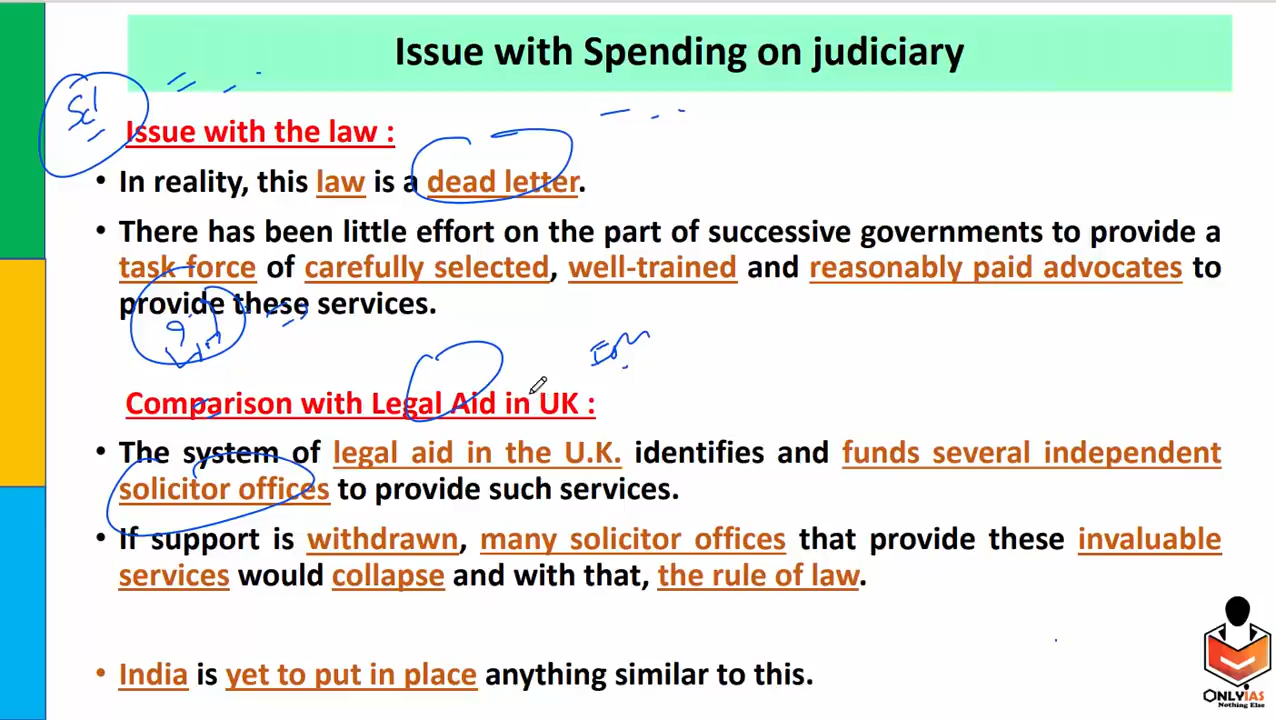 Issue with Spending on judiciary
Issue with the law :
• In reality, this law is a dead letter.
• There has been little effort on the part of successive governments to provide a
task force of carefully selected, well-trained and reasonably paid advocates to
provide these services.
Comparison with Legal Aid in UK :
• The system of legal aid in the U.K. identifies and funds several independent
solicitor offices to provide such services.
• If support is withdrawn, many solicitor offices that provide these invaluable
services would collapse and with that, the rule of law.
• India is yet to put in place anything similar to this.
ONLYIAS
Nothing Else